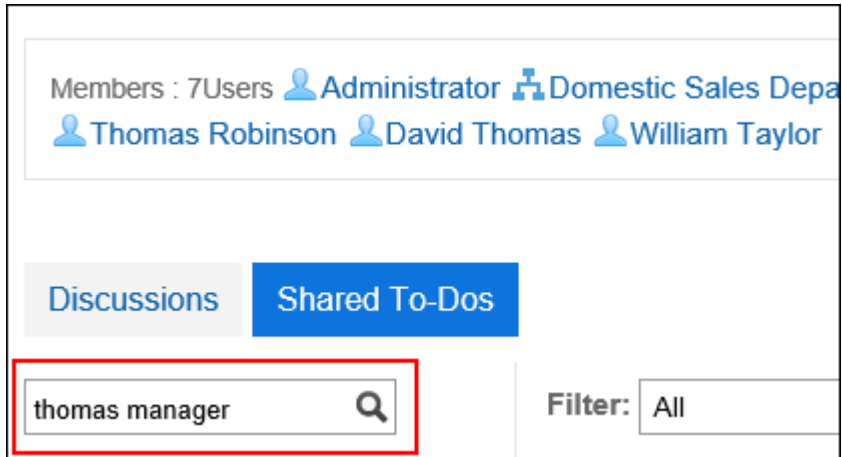 Members : 7Users Administrator Domestic Sales Depa
Thomas Robinson David Thomas William Taylor
Discussions Shared To-Dos
thomas manager Filter: All